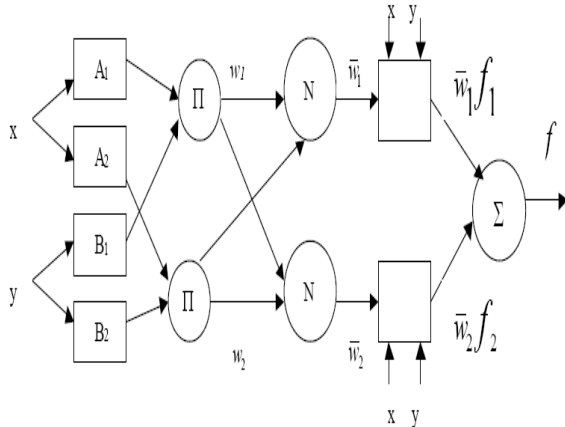 x y
A₁
w₁
Π
N
w̄₁
w̄₁f₁
x
A₂
f
Σ
B₁
y
Π
N
B₂
w₂
w̄₂
w̄₂f₂
x y